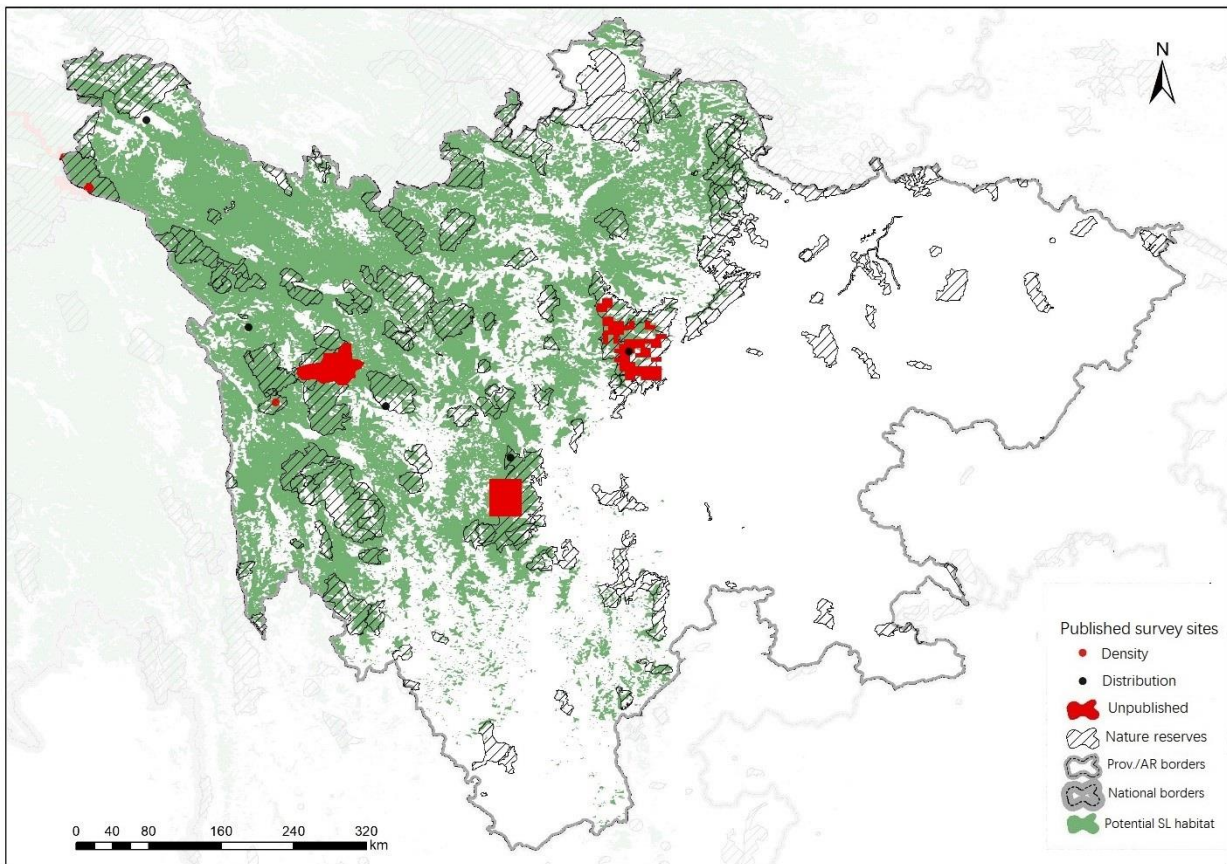 N
Published survey sites
Density
Distribution
Unpublished
Nature reserves
Prov./AR borders
National borders
Potential SL habitat
0 40 80 160 240 320
km